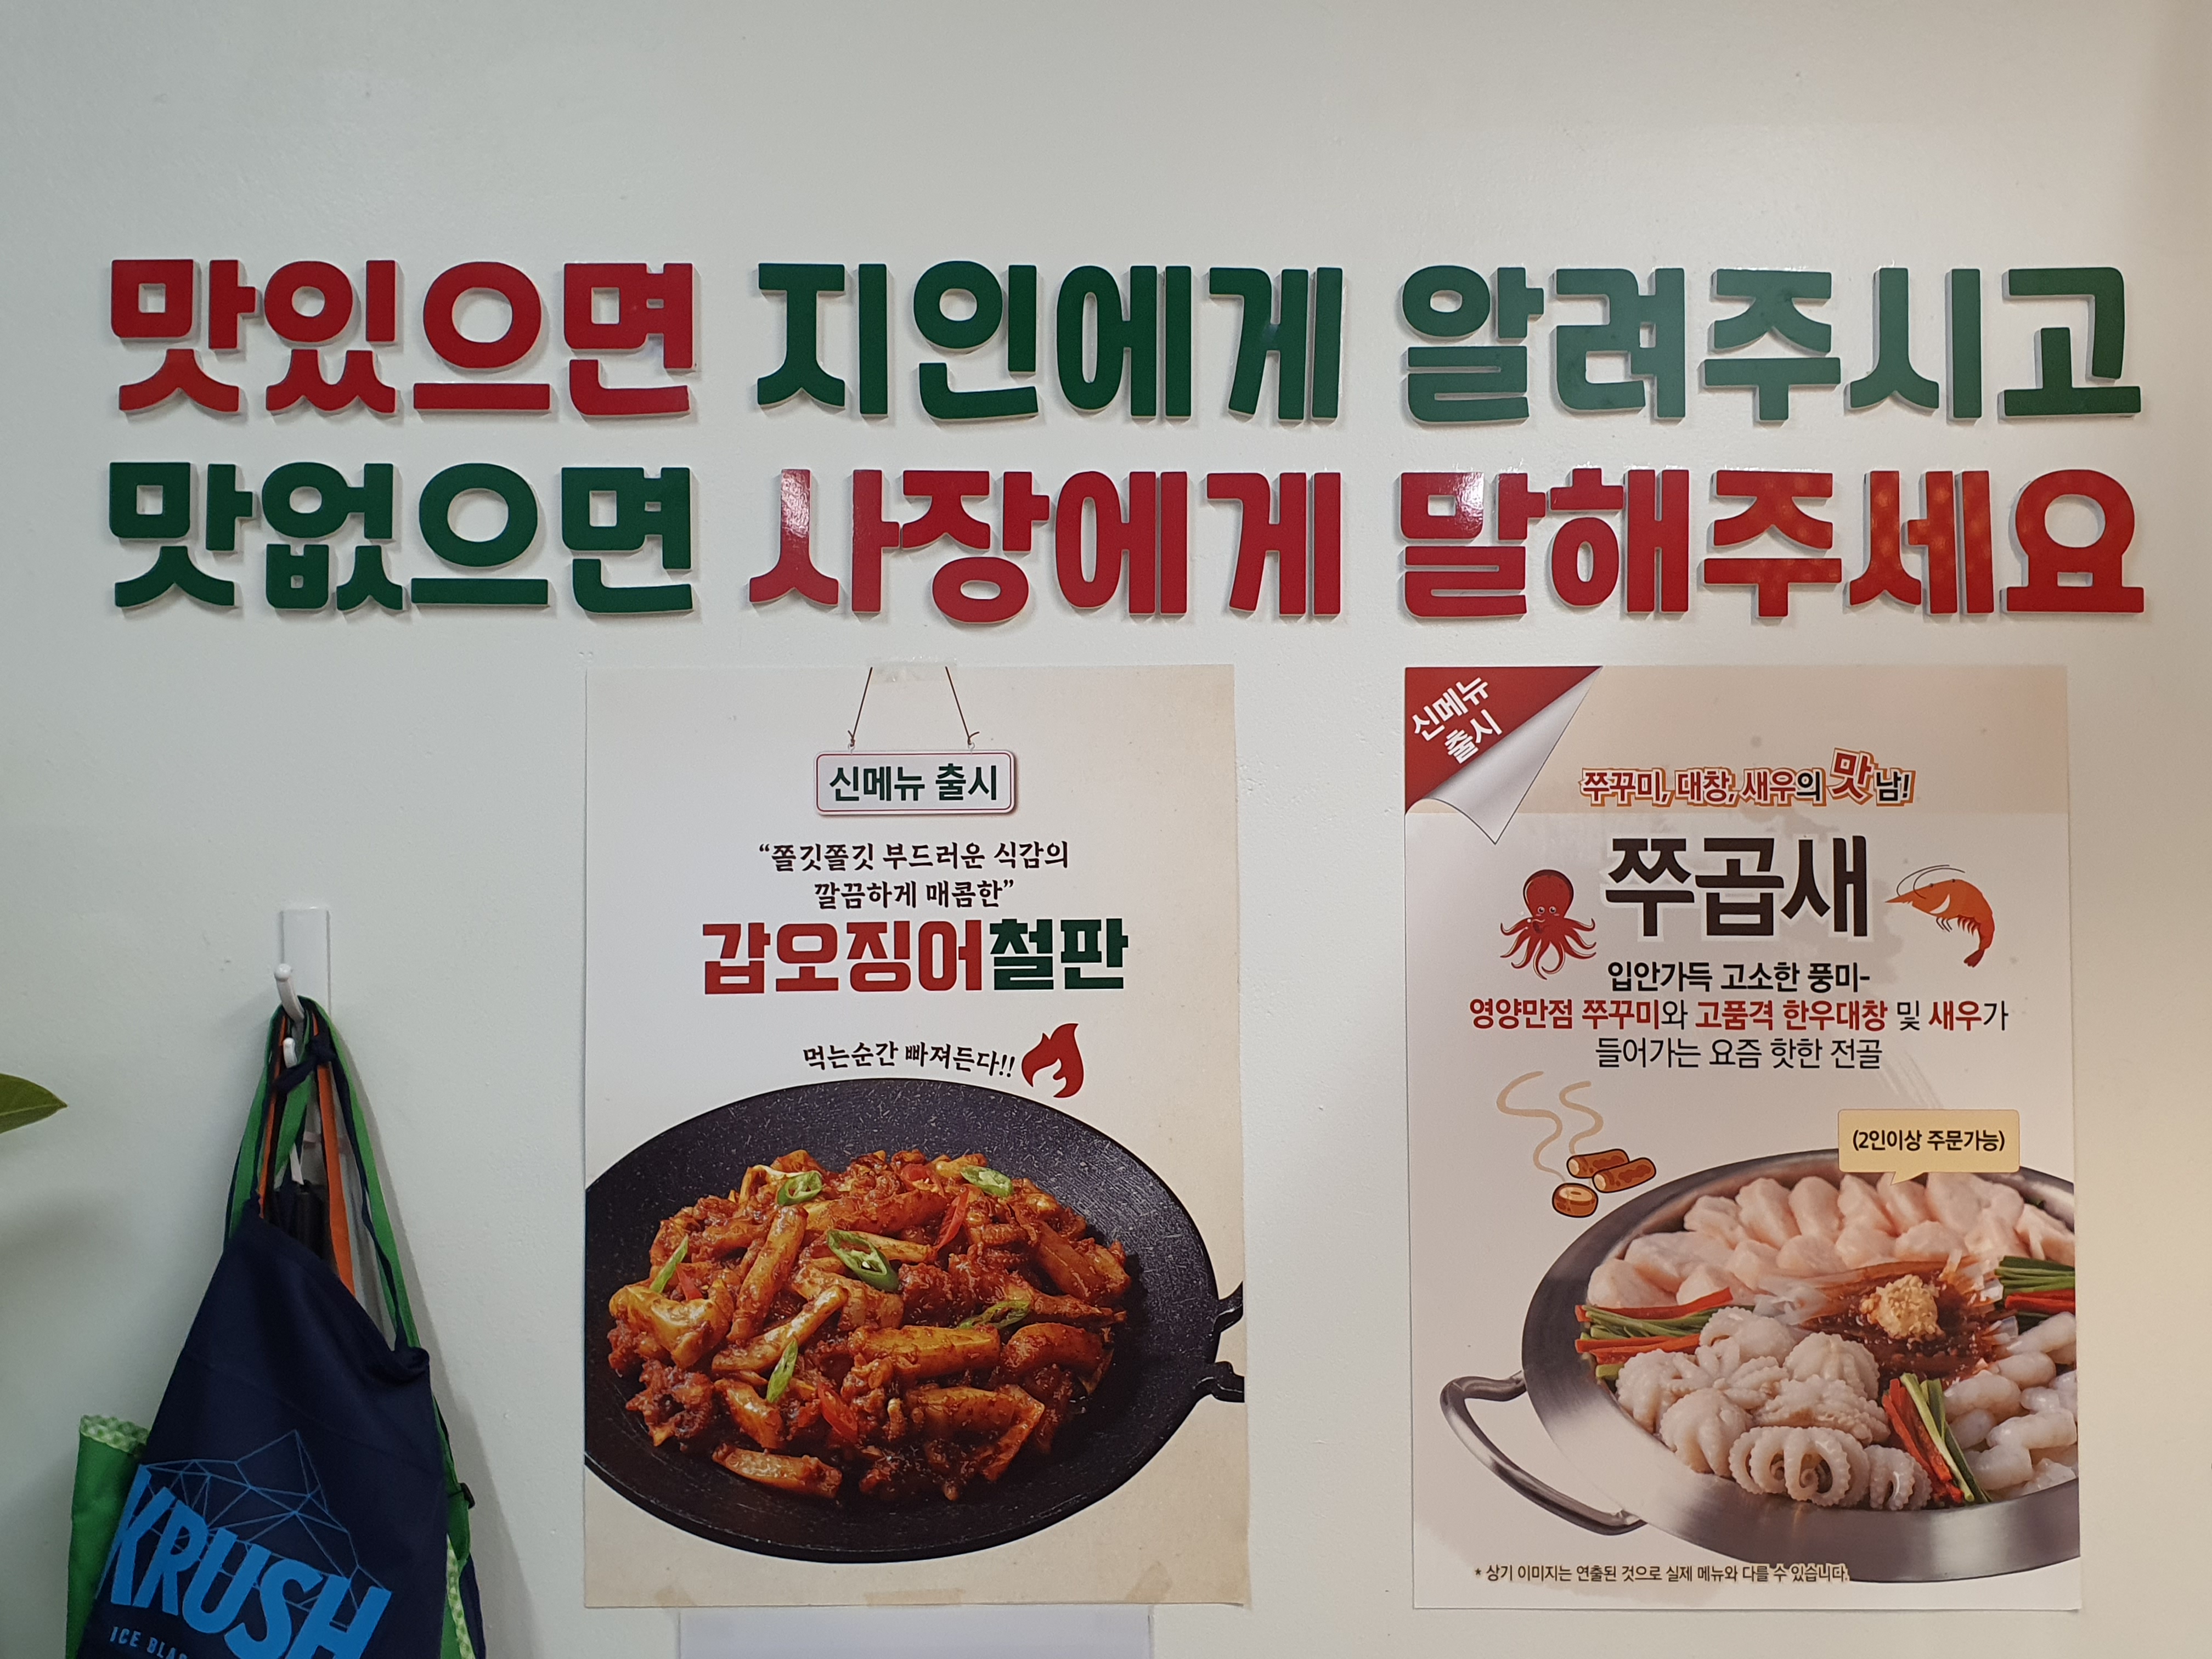 맛있으면 지인에게 알려주시고
맛없으면 사장에게 말해주세요
신메뉴 출시
“쫄깃쫄깃 부드러운 식감의
깔끔하게 매콤한”
갑오징어철판
먹는순간 빠져든다!!
신메뉴
출시
쭈꾸미, 대창, 새우의 맛남!
쭈곱새
입안가득 고소한 풍미-
영양만점 쭈꾸미와 고품격 한우대창 및 새우가
들어가는 요즘 핫한 전골
(2인이상 주문가능)
* 상기 이미지는 연출된 것으로 실제 메뉴와 다를 수 있습니다.
KRUSH
ICE